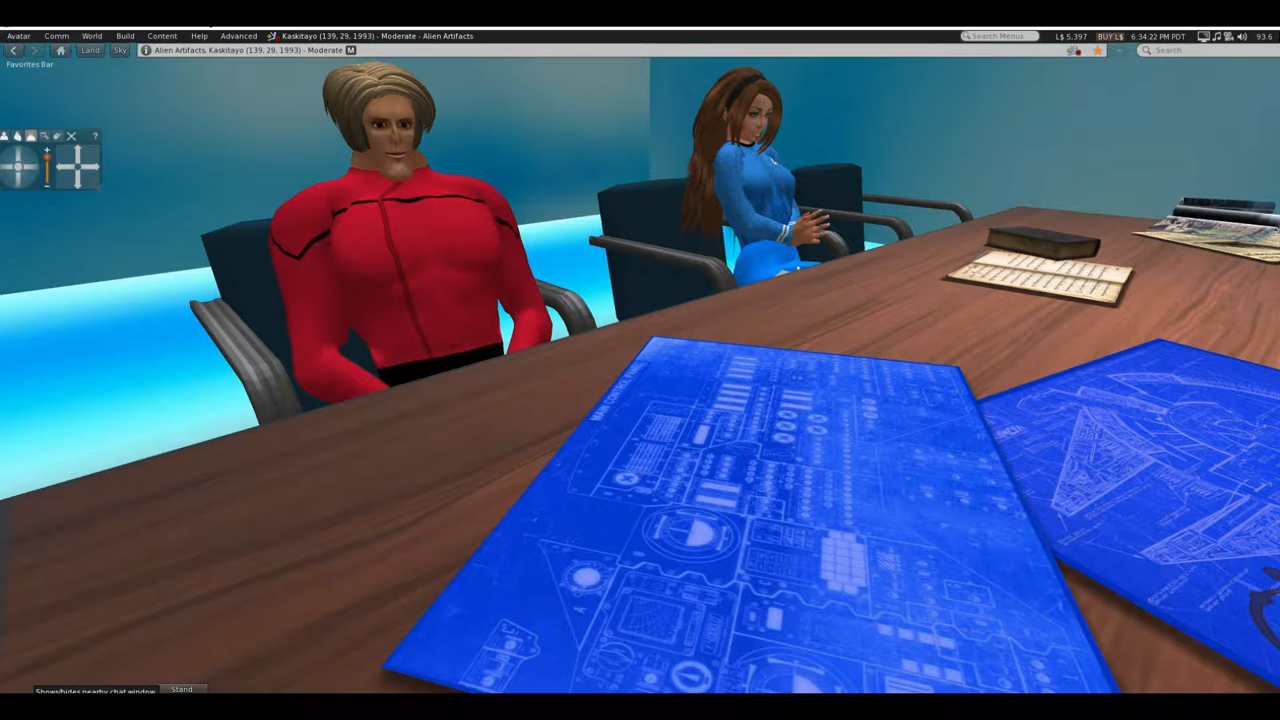 Avatar Comm World Build Content Help Advanced Kaskitayo (139, 29, 1993) - Moderate - Alien Artifacts Search Menus L$ 5,397 BUY L$ 6:34:22 PM PDT 93.6
Land Sky Alien Artifacts, Kaskitayo (139, 29, 1993) - Moderate M Search
Favorites Bar
?
MAIN CONTROL
Shows/hides nearby chat window Stand